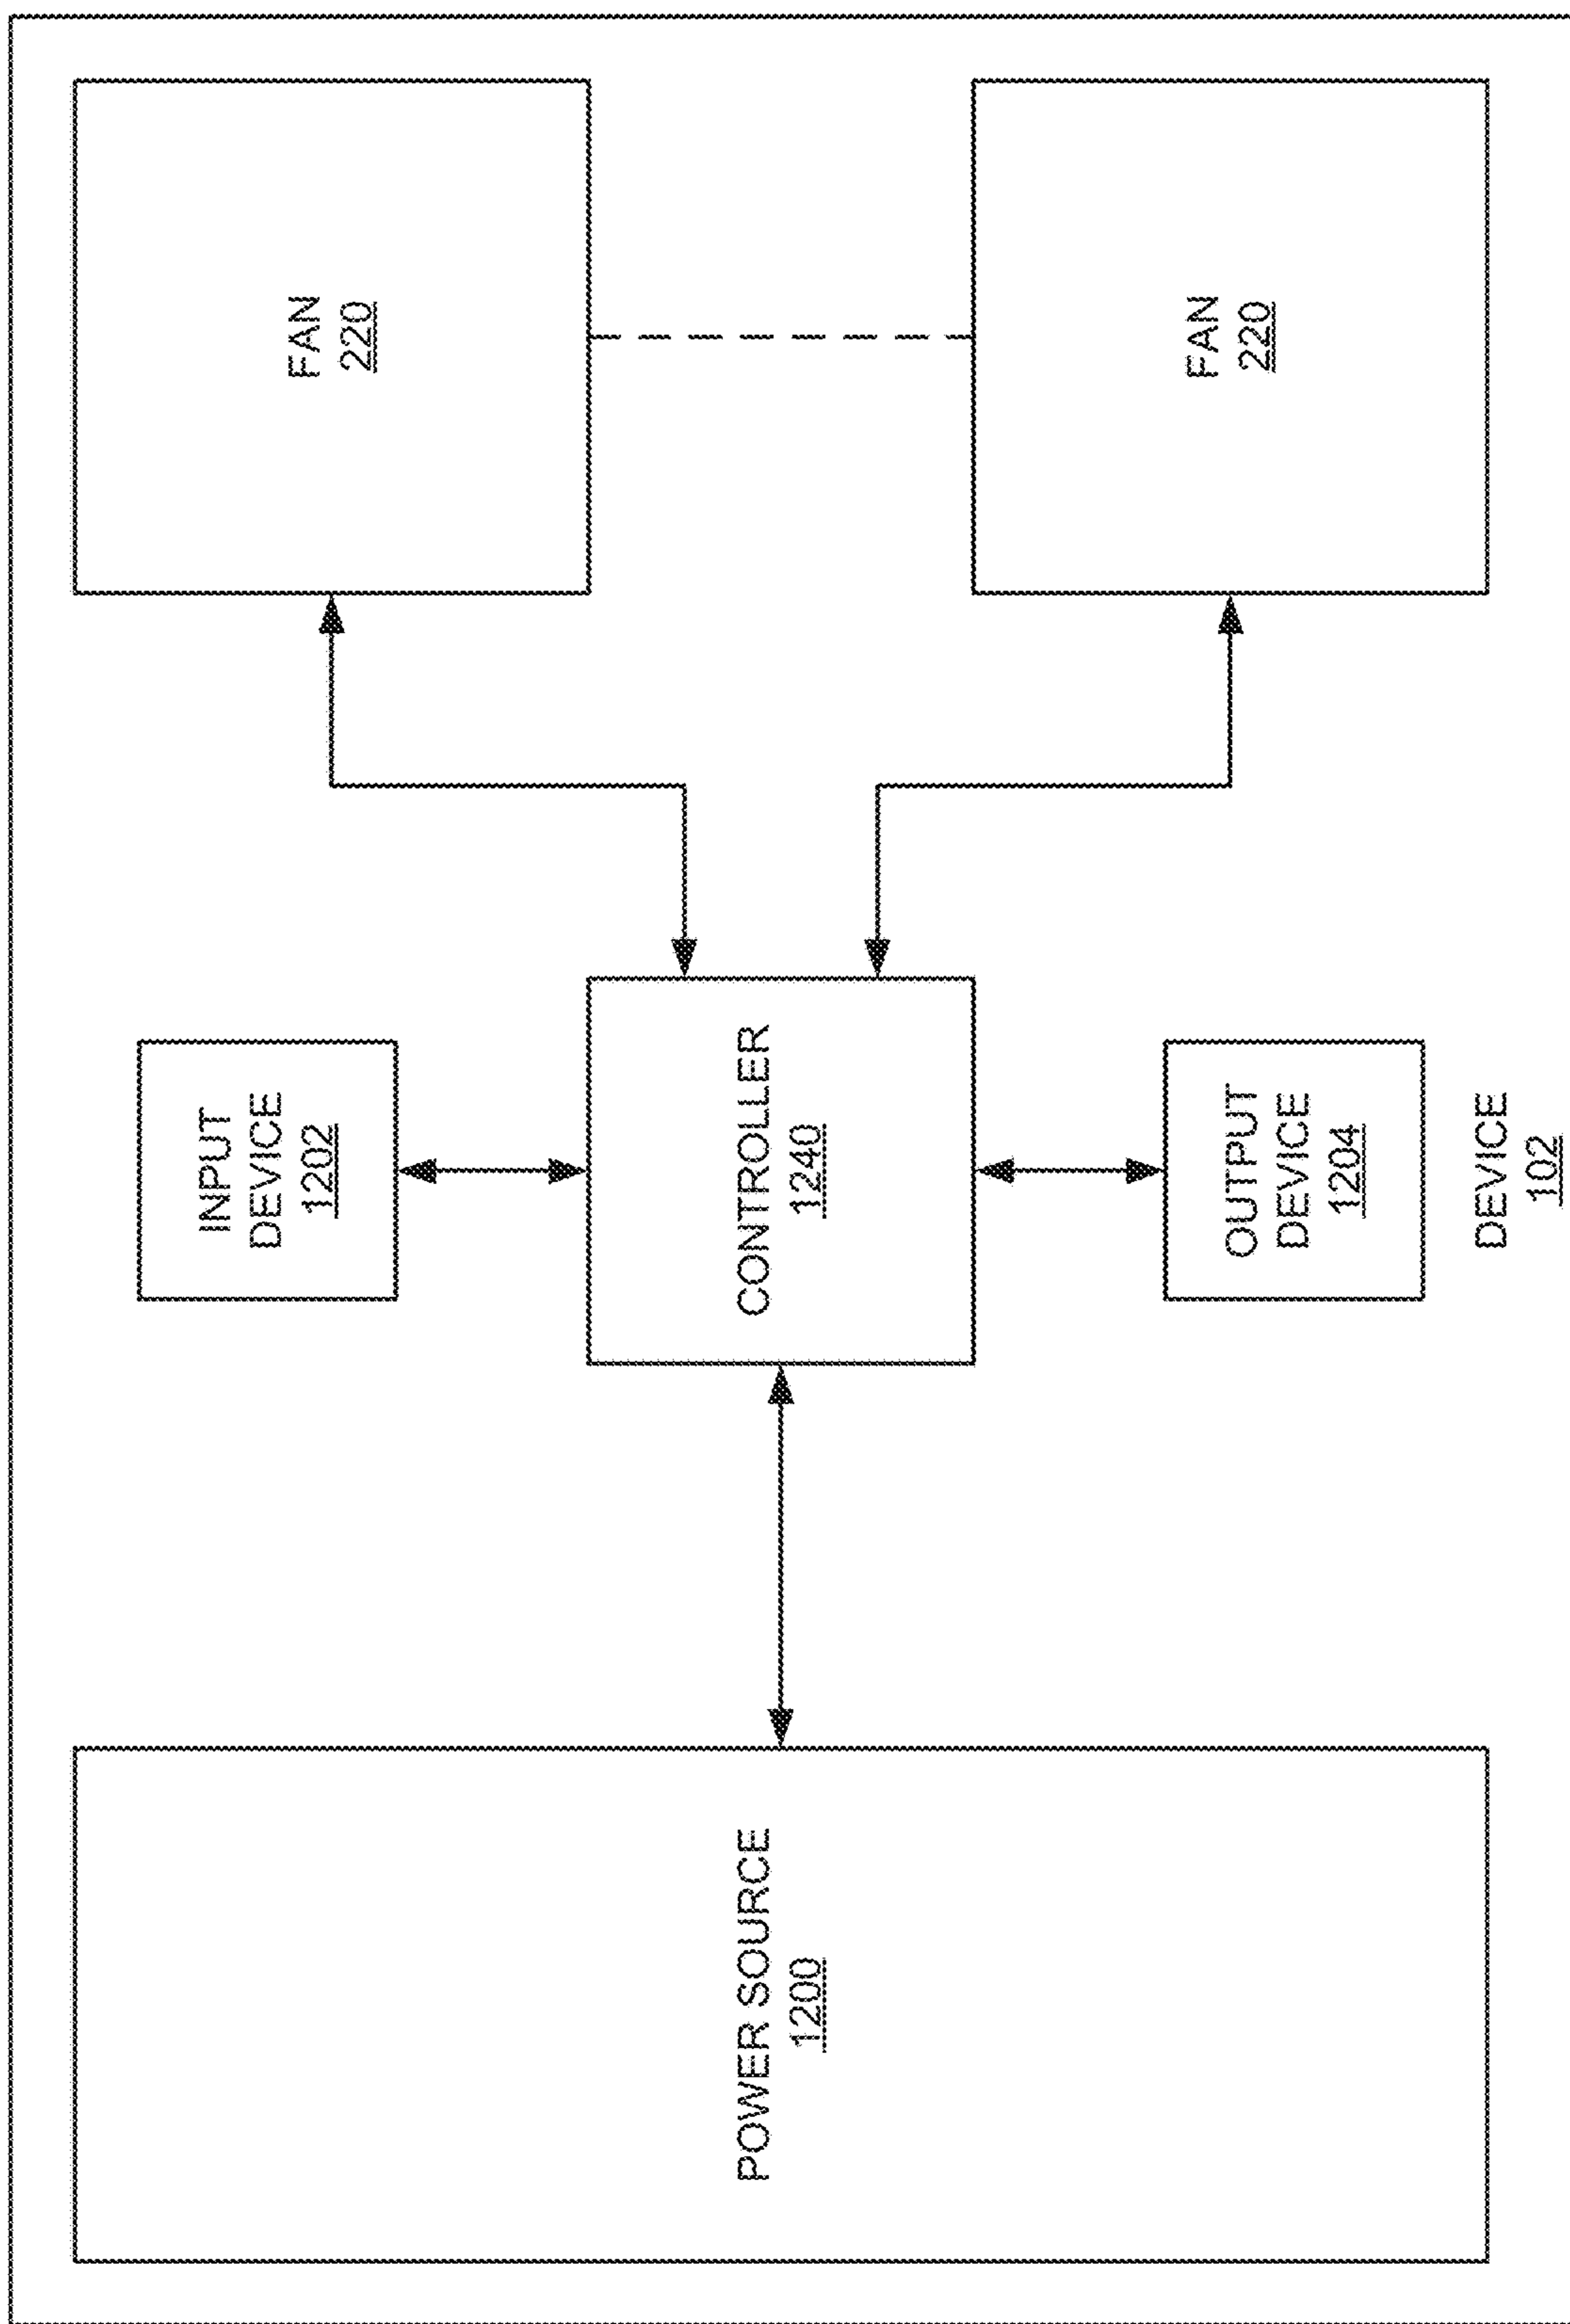 INPUT
DEVICE
1202
FAN
220
POWER SOURCE
1200
CONTROLLER
1240
OUTPUT
DEVICE
1204
FAN
220
DEVICE
102